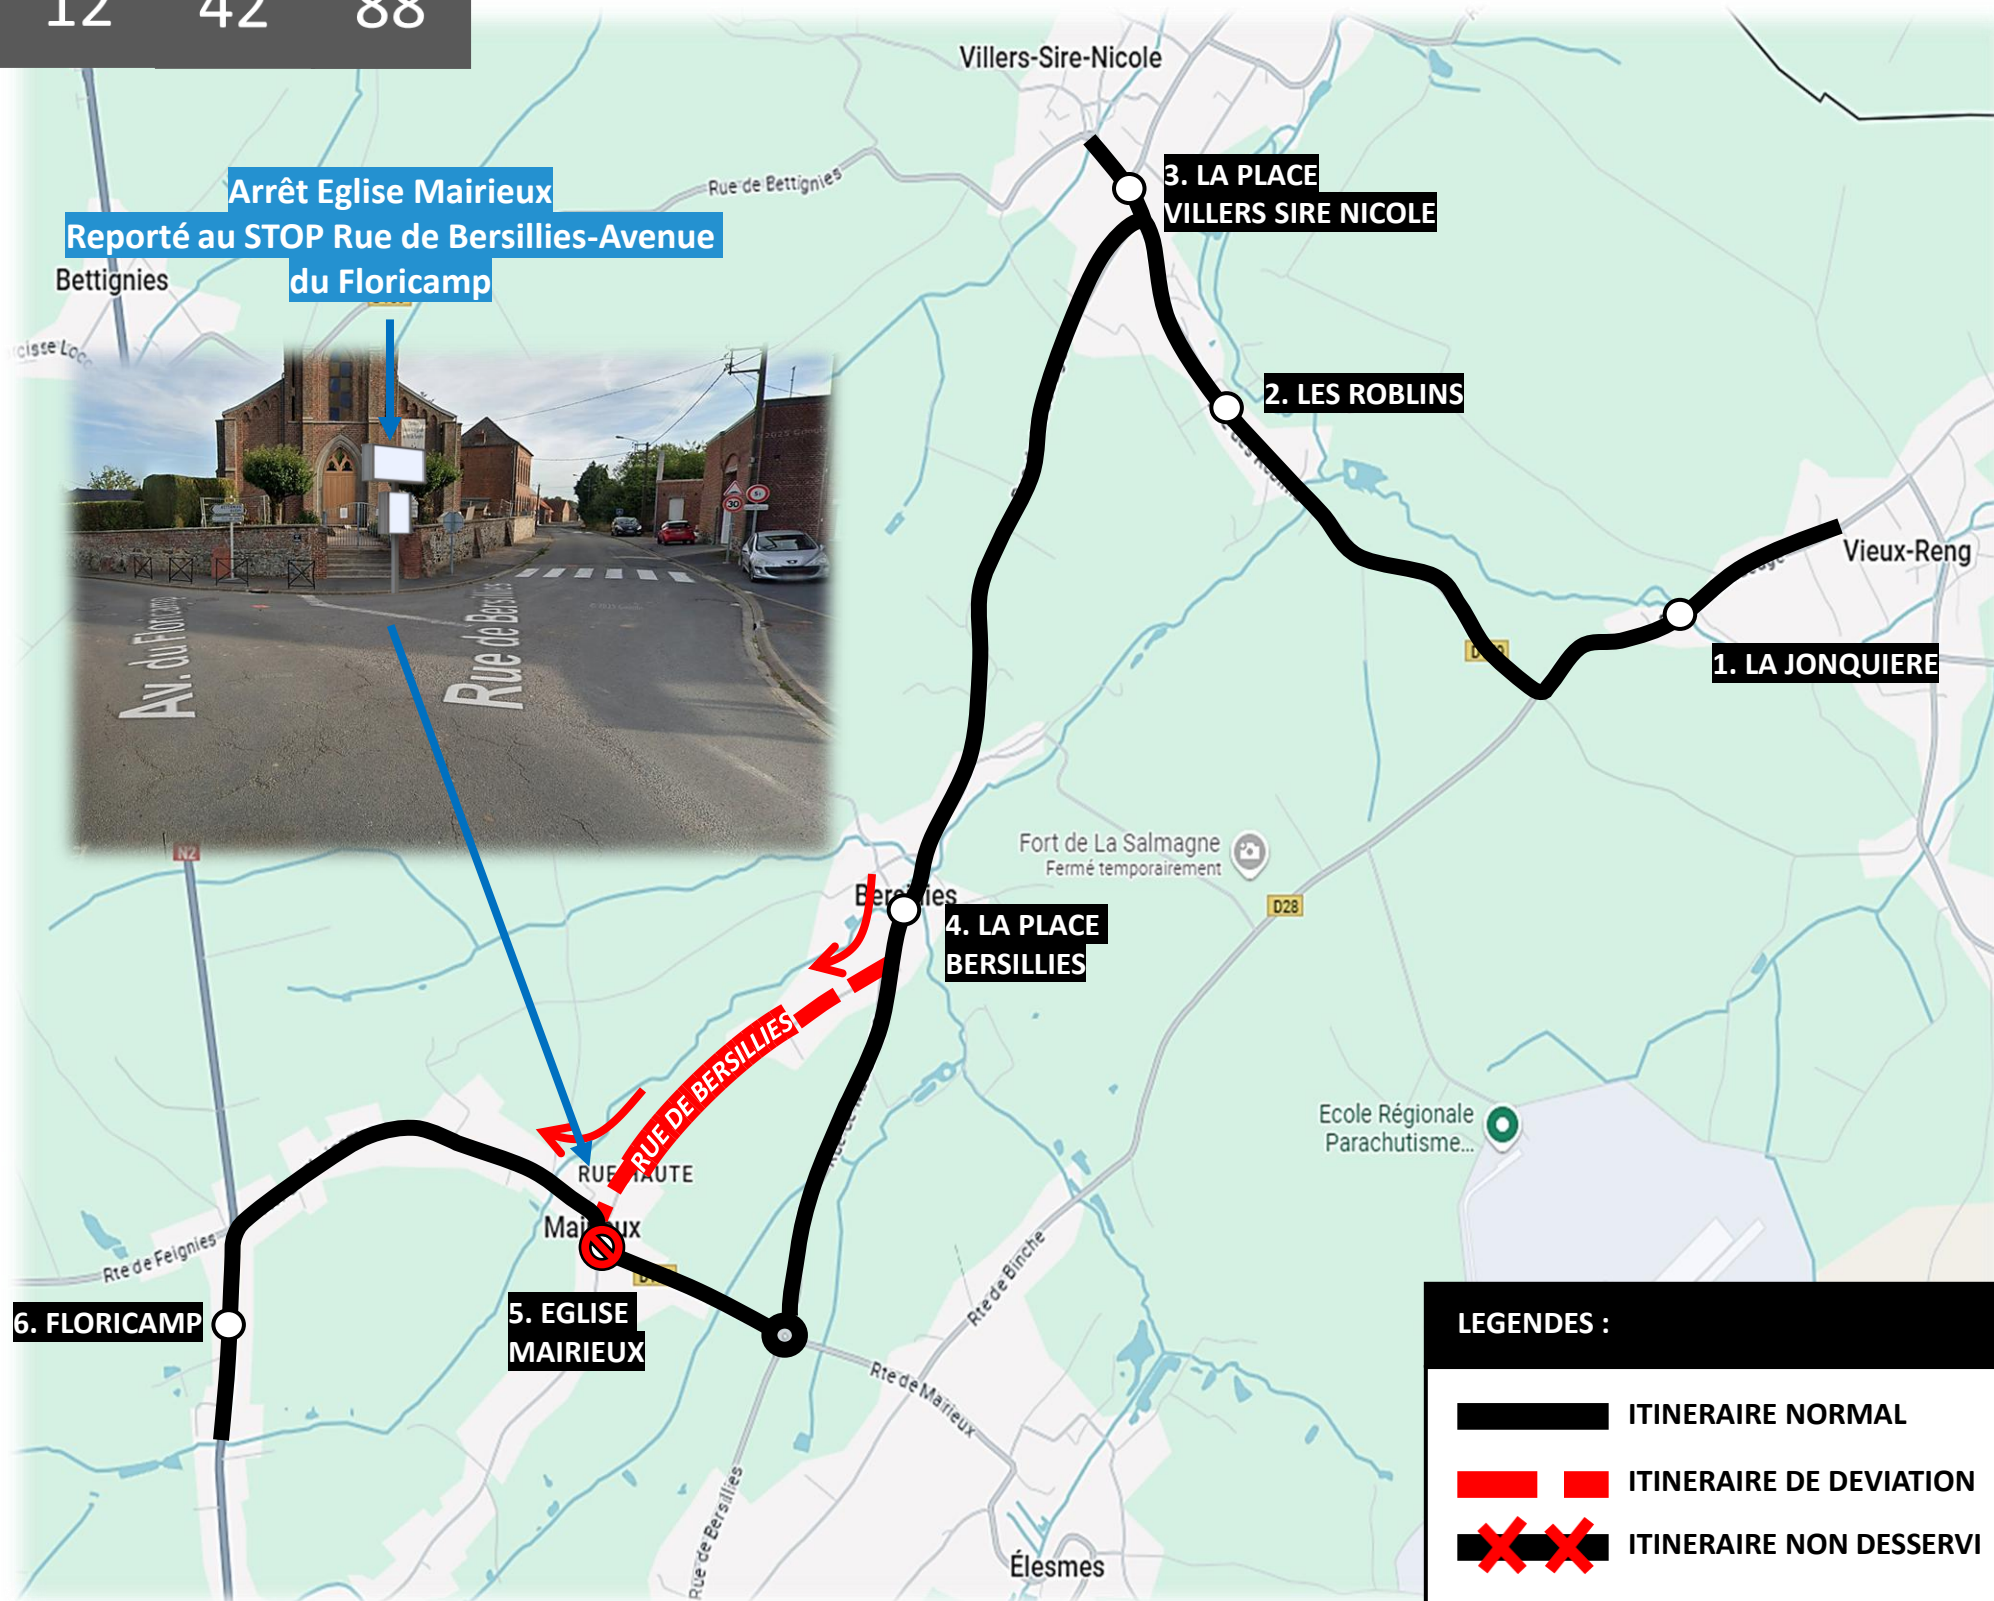 12 42 88
Villers-Sire-Nicole
Rue de Bettignies
Arrêt Eglise Mairieux
Reporté au STOP Rue de Bersillies-Avenue
du Floricamp
3. LA PLACE
VILLERS SIRE NICOLE
Bettignies
2. LES ROBLINS
Vieux-Reng
1. LA JONQUIERE
30
Av. du Floricamp
Rue de Bersillies
N2
Fort de La Salmagne
Fermé temporairement
D28
4. LA PLACE
BERSILLIES
RUE DE BERSILLIES
Ecole Régionale
Parachutisme...
Rte de Feignies
Rte de Binche
6. FLORICAMP
5. EGLISE
MAIRIEUX
Rte de Mairieux
Rue de Bersillies
Élesmes
LEGENDES :
ITINERAIRE NORMAL
ITINERAIRE DE DEVIATION
ITINERAIRE NON DESSERVI